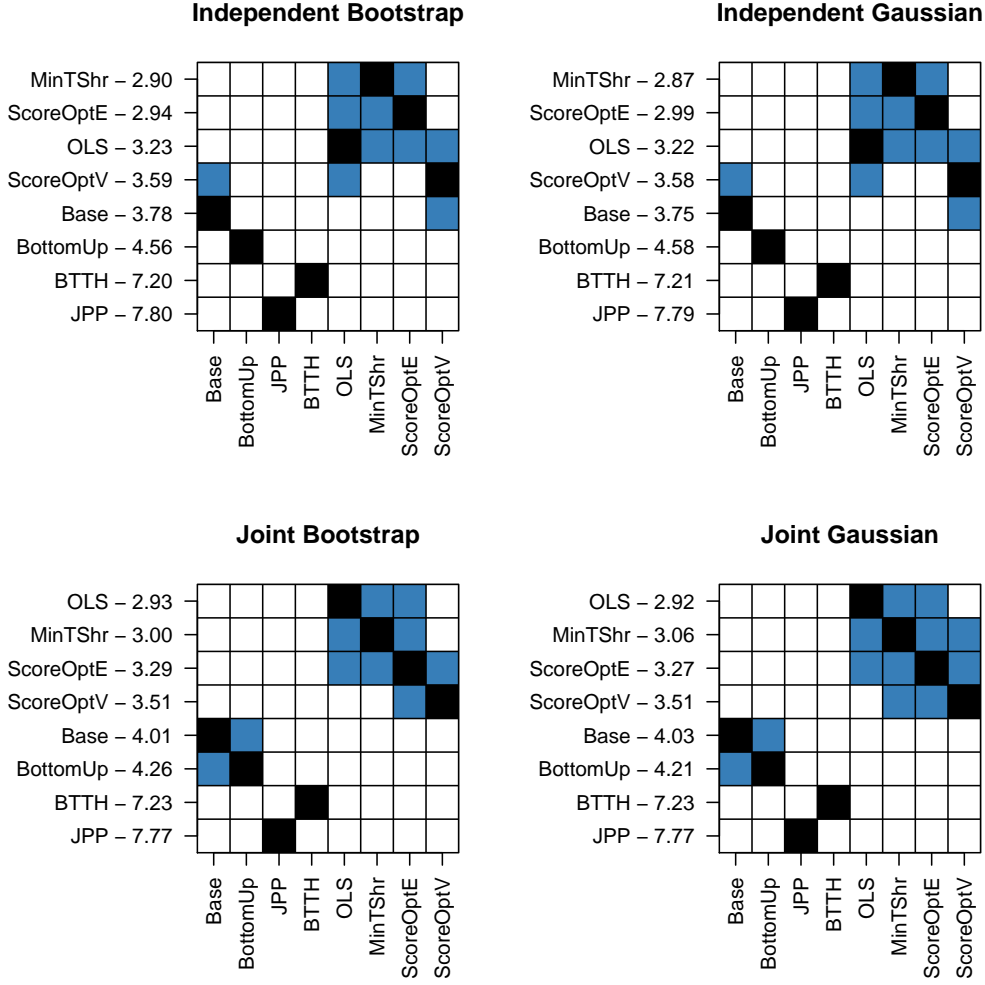 Independent Bootstrap
MinTShr – 2.90
ScoreOptE – 2.94
OLS – 3.23
ScoreOptV – 3.59
Base – 3.78
BottomUp – 4.56
BTTH – 7.20
JPP – 7.80
Base
BottomUp
JPP
BTTH
OLS
MinTShr
ScoreOptE
ScoreOptV
Independent Gaussian
MinTShr – 2.87
ScoreOptE – 2.99
OLS – 3.22
ScoreOptV – 3.58
Base – 3.75
BottomUp – 4.58
BTTH – 7.21
JPP – 7.79
Base
BottomUp
JPP
BTTH
OLS
MinTShr
ScoreOptE
ScoreOptV
Joint Bootstrap
OLS – 2.93
MinTShr – 3.00
ScoreOptE – 3.29
ScoreOptV – 3.51
Base – 4.01
BottomUp – 4.26
BTTH – 7.23
JPP – 7.77
Base
BottomUp
JPP
BTTH
OLS
MinTShr
ScoreOptE
ScoreOptV
Joint Gaussian
OLS – 2.92
MinTShr – 3.06
ScoreOptE – 3.27
ScoreOptV – 3.51
Base – 4.03
BottomUp – 4.21
BTTH – 7.23
JPP – 7.77
Base
BottomUp
JPP
BTTH
OLS
MinTShr
ScoreOptE
ScoreOptV